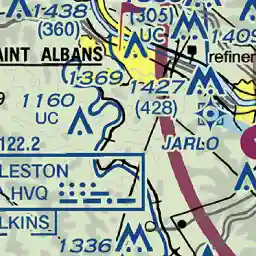 1438
(360)
(305)
UC
1409
refiner
AINT ALBANS
1369
1427
(428)
1160
UC
JARLO
122.2
LESTON
HVQ
LKINS
1336